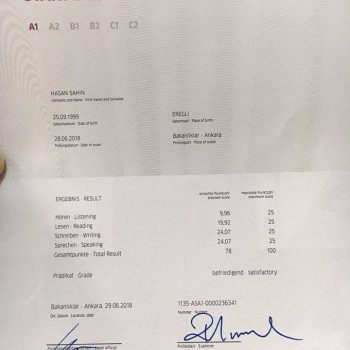 A1 A2 B1 B2 C1 C2
HASAN SAHIN
Vorname und Name · First Name and Surname
25.09.1999
Geburtsdatum · Date of birth
EREGLI
Geburtsort · Place of birth
28.06.2018
Prüfungsdatum · Date of exam
Bakanlıklar - Ankara
Prüfungsort · Place of exam
ERGEBNIS · RESULT
erreichte Punktzahl
attained score
maximale Punktzahl
maximum score
Hören · Listening 9,96 25
Lesen · Reading 19,92 25
Schreiben · Writing 24,07 25
Sprechen · Speaking 24,07 25
Gesamtpunkte · Total Result 78 100
Prädikat · Grade befriedigend · satisfactory
Bakanlıklar - Ankara, 29.06.2018
Ort, Datum · Location, date
1135-ASA1-0000236341
Nummer · Number
Prüfende/r · Examiner